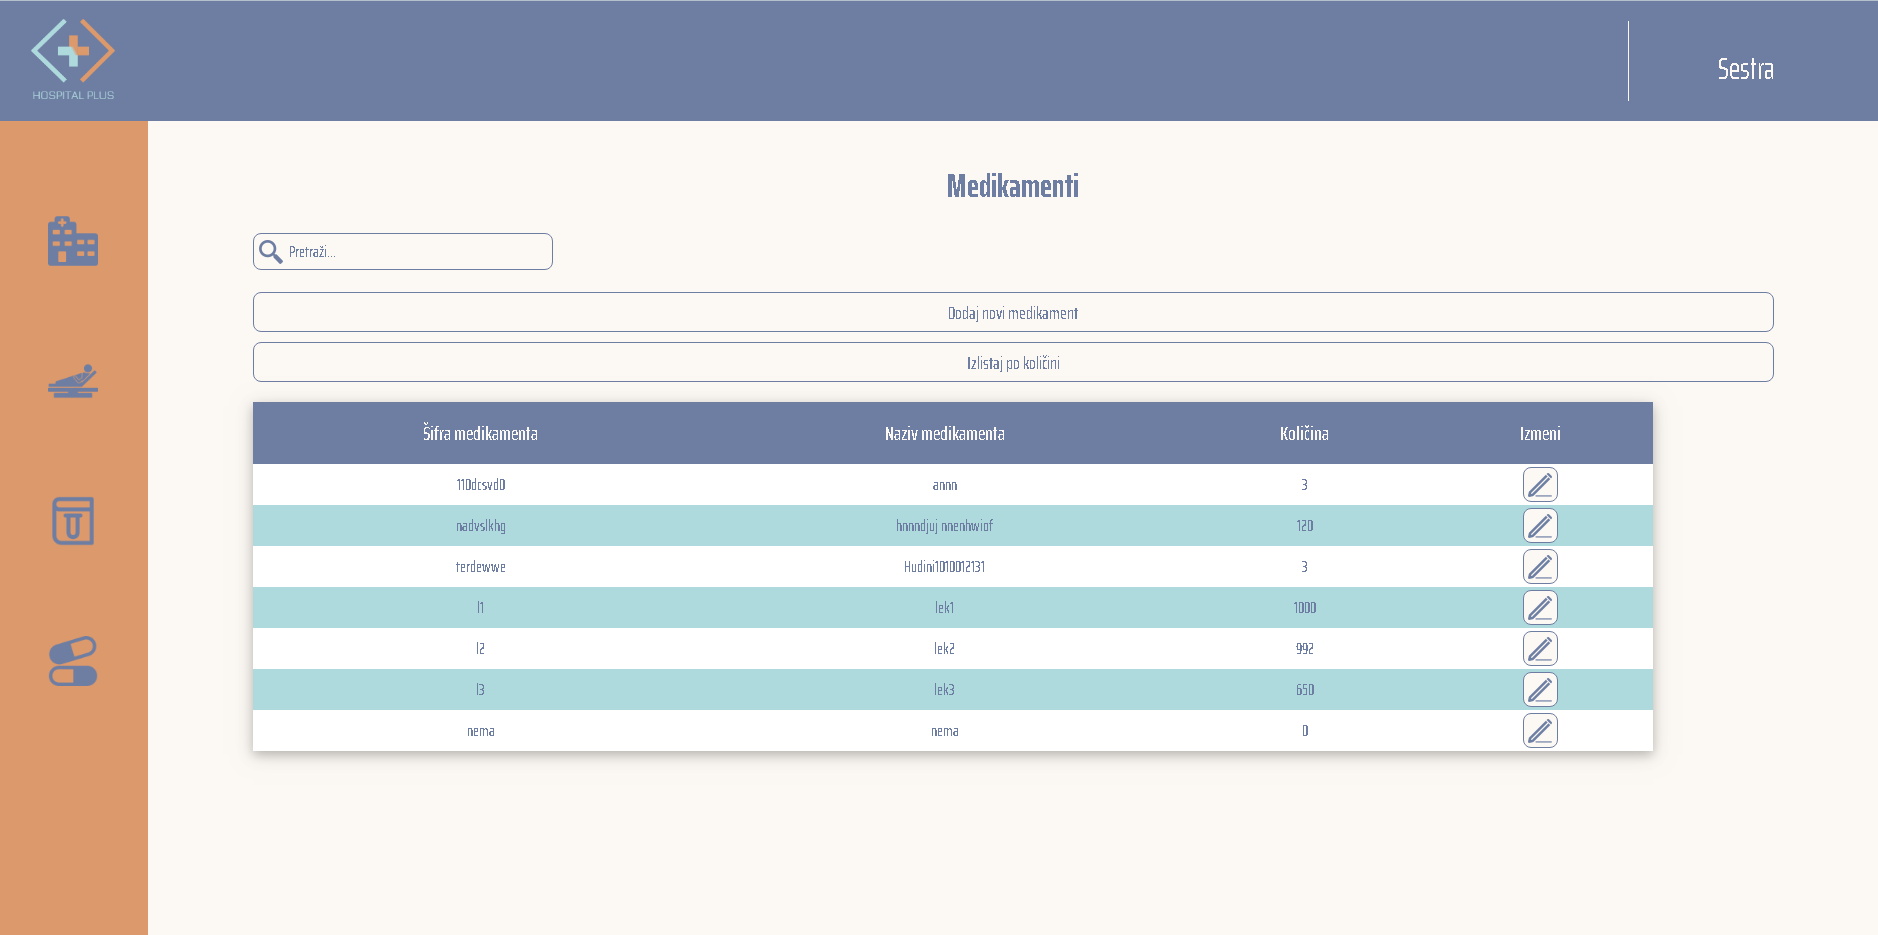 HOSPITAL PLUS
Sestra
Medikamenti
Pretraži...
Dodaj novi medikament
Izlistaj po količini
Šifra medikamenta Naziv medikamenta Količina Izmeni
110dcsvd0 annn 3
nadvslkhg hnnndjuj nnenhwiof 120
terdewwe Hudini1010012131 3
l1 lek1 1000
l2 lek2 992
l3 lek3 650
nema nema 0